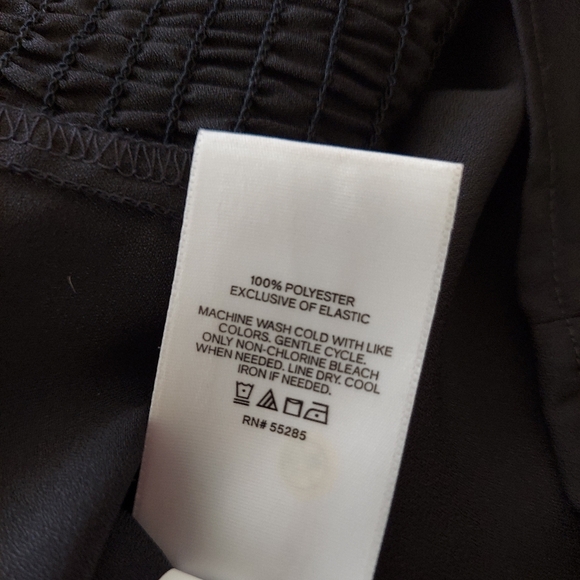 100% POLYESTER
EXCLUSIVE OF ELASTIC
MACHINE WASH COLD WITH LIKE
COLORS. GENTLE CYCLE.
ONLY NON-CHLORINE BLEACH
WHEN NEEDED. LINE DRY. COOL
IRON IF NEEDED.
RN# 55285